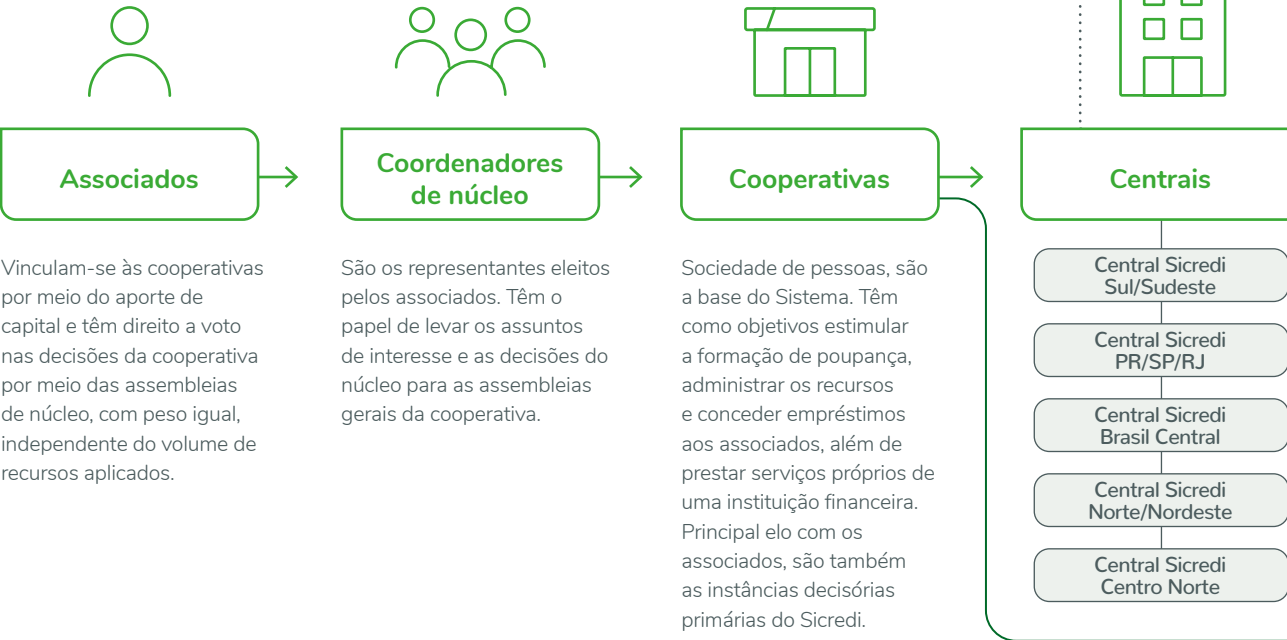 Associados
Vinculam-se às cooperativas
por meio do aporte de
capital e têm direito a voto
nas decisões da cooperativa
por meio das assembleias
de núcleo, com peso igual,
independente do volume de
recursos aplicados.
Coordenadores
de núcleo
São os representantes eleitos
pelos associados. Têm o
papel de levar os assuntos
de interesse e as decisões do
núcleo para as assembleias
gerais da cooperativa.
Cooperativas
Sociedade de pessoas, são
a base do Sistema. Têm
como objetivos estimular
a formação de poupança,
administrar os recursos
e conceder empréstimos
aos associados, além de
prestar serviços próprios de
uma instituição financeira.
Principal elo com os
associados, são também
as instâncias decisórias
primárias do Sicredi.
Centrais
Central Sicredi
Sul/Sudeste
Central Sicredi
PR/SP/RJ
Central Sicredi
Brasil Central
Central Sicredi
Norte/Nordeste
Central Sicredi
Centro Norte